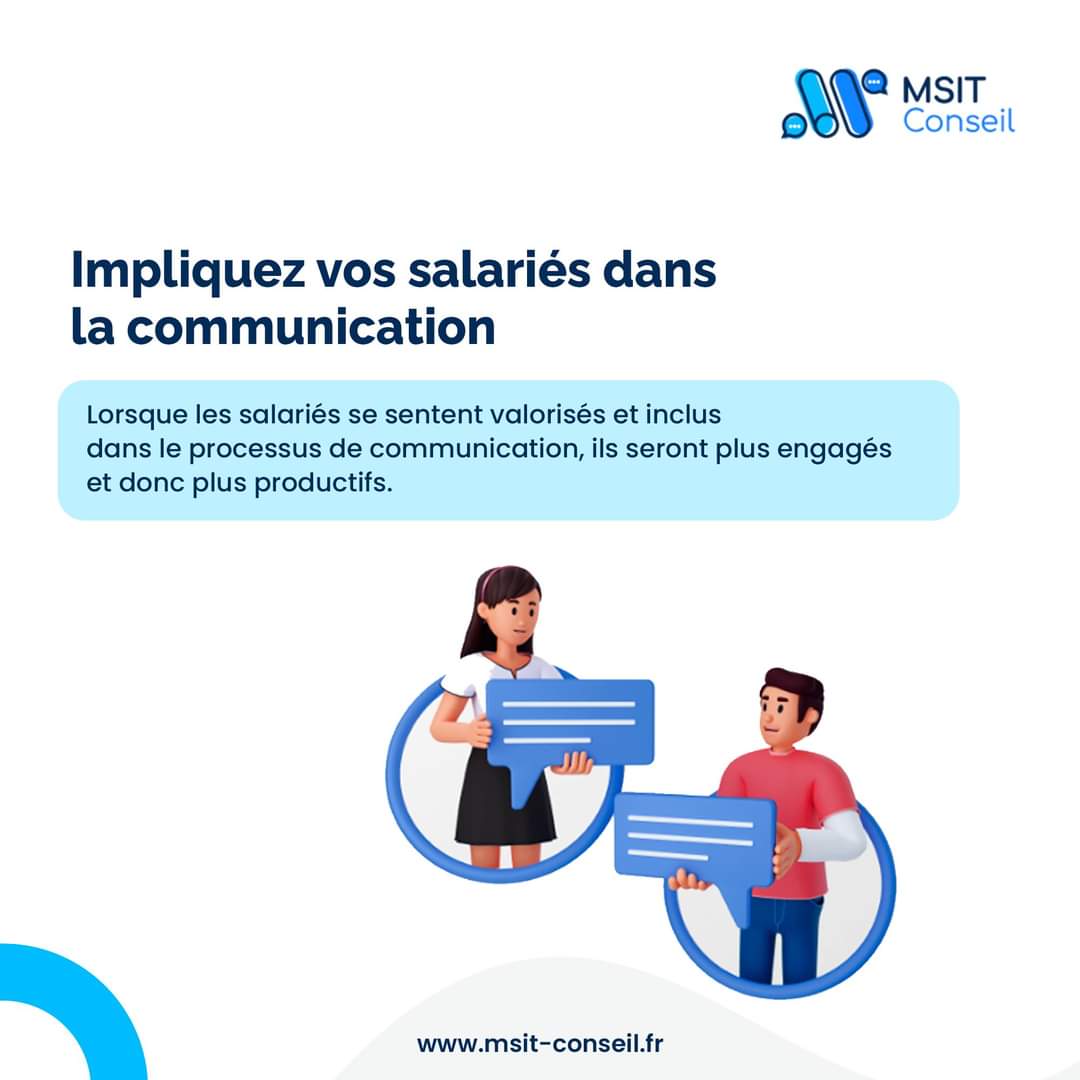 MSIT
Conseil
Impliquez vos salariés dans
la communication
Lorsque les salariés se sentent valorisés et inclus
dans le processus de communication, ils seront plus engagés
et donc plus productifs.
www.msit-conseil.fr